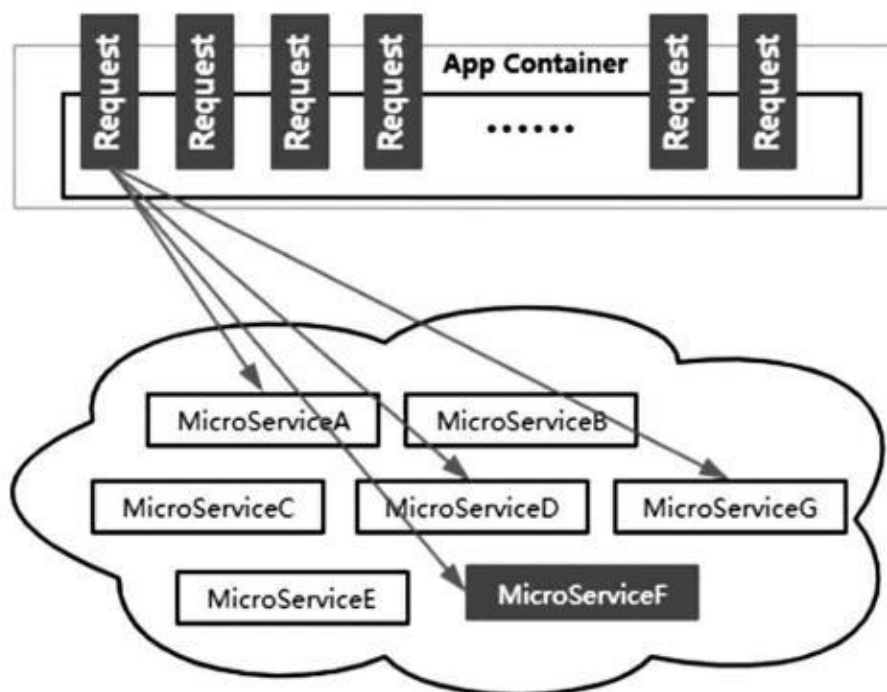 Request
Request
Request
Request
App Container
......
Request
Request
MicroServiceA
MicroServiceB
MicroServiceC
MicroServiceD
MicroServiceG
MicroServiceE
MicroServiceF